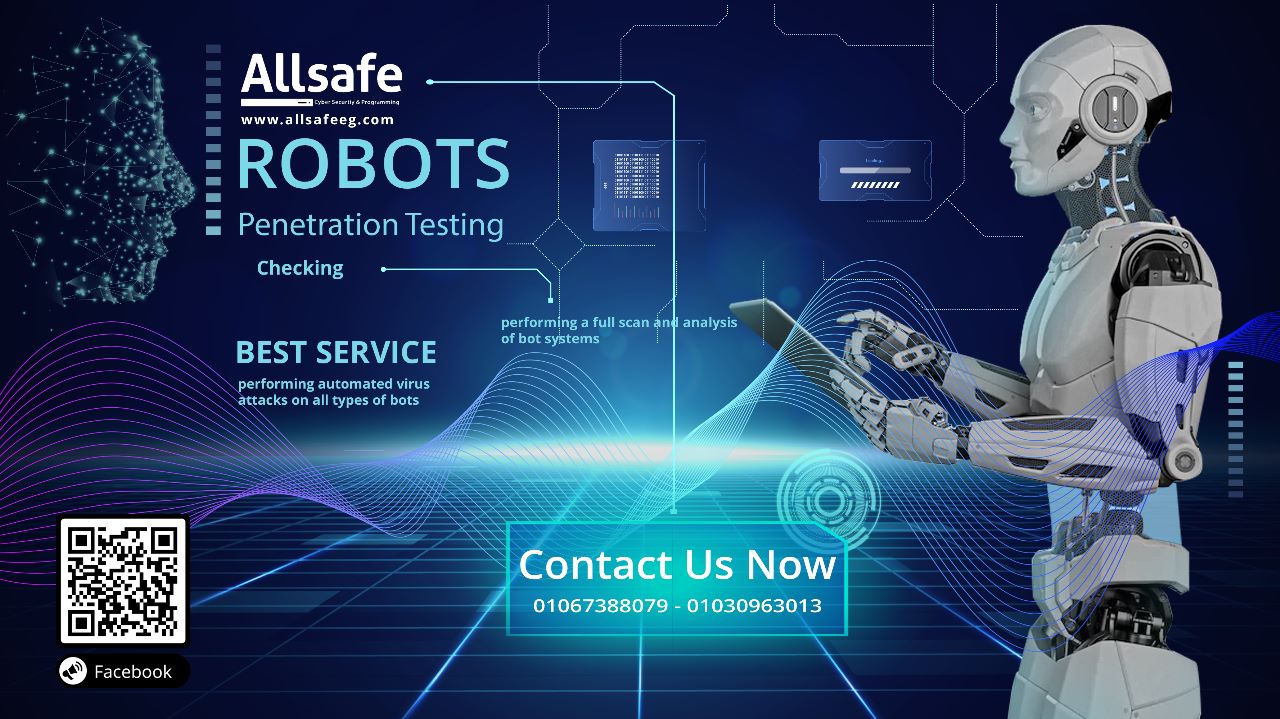 Allsafe
Cyber Security & Programming
www.allsafeeg.com
ROBOTS
Penetration Testing
Checking
performing a full scan and analysis
of bot systems
BEST SERVICE
performing automated virus
attacks on all types of bots
Loading...
Contact Us Now
01067388079 - 01030963013
Facebook